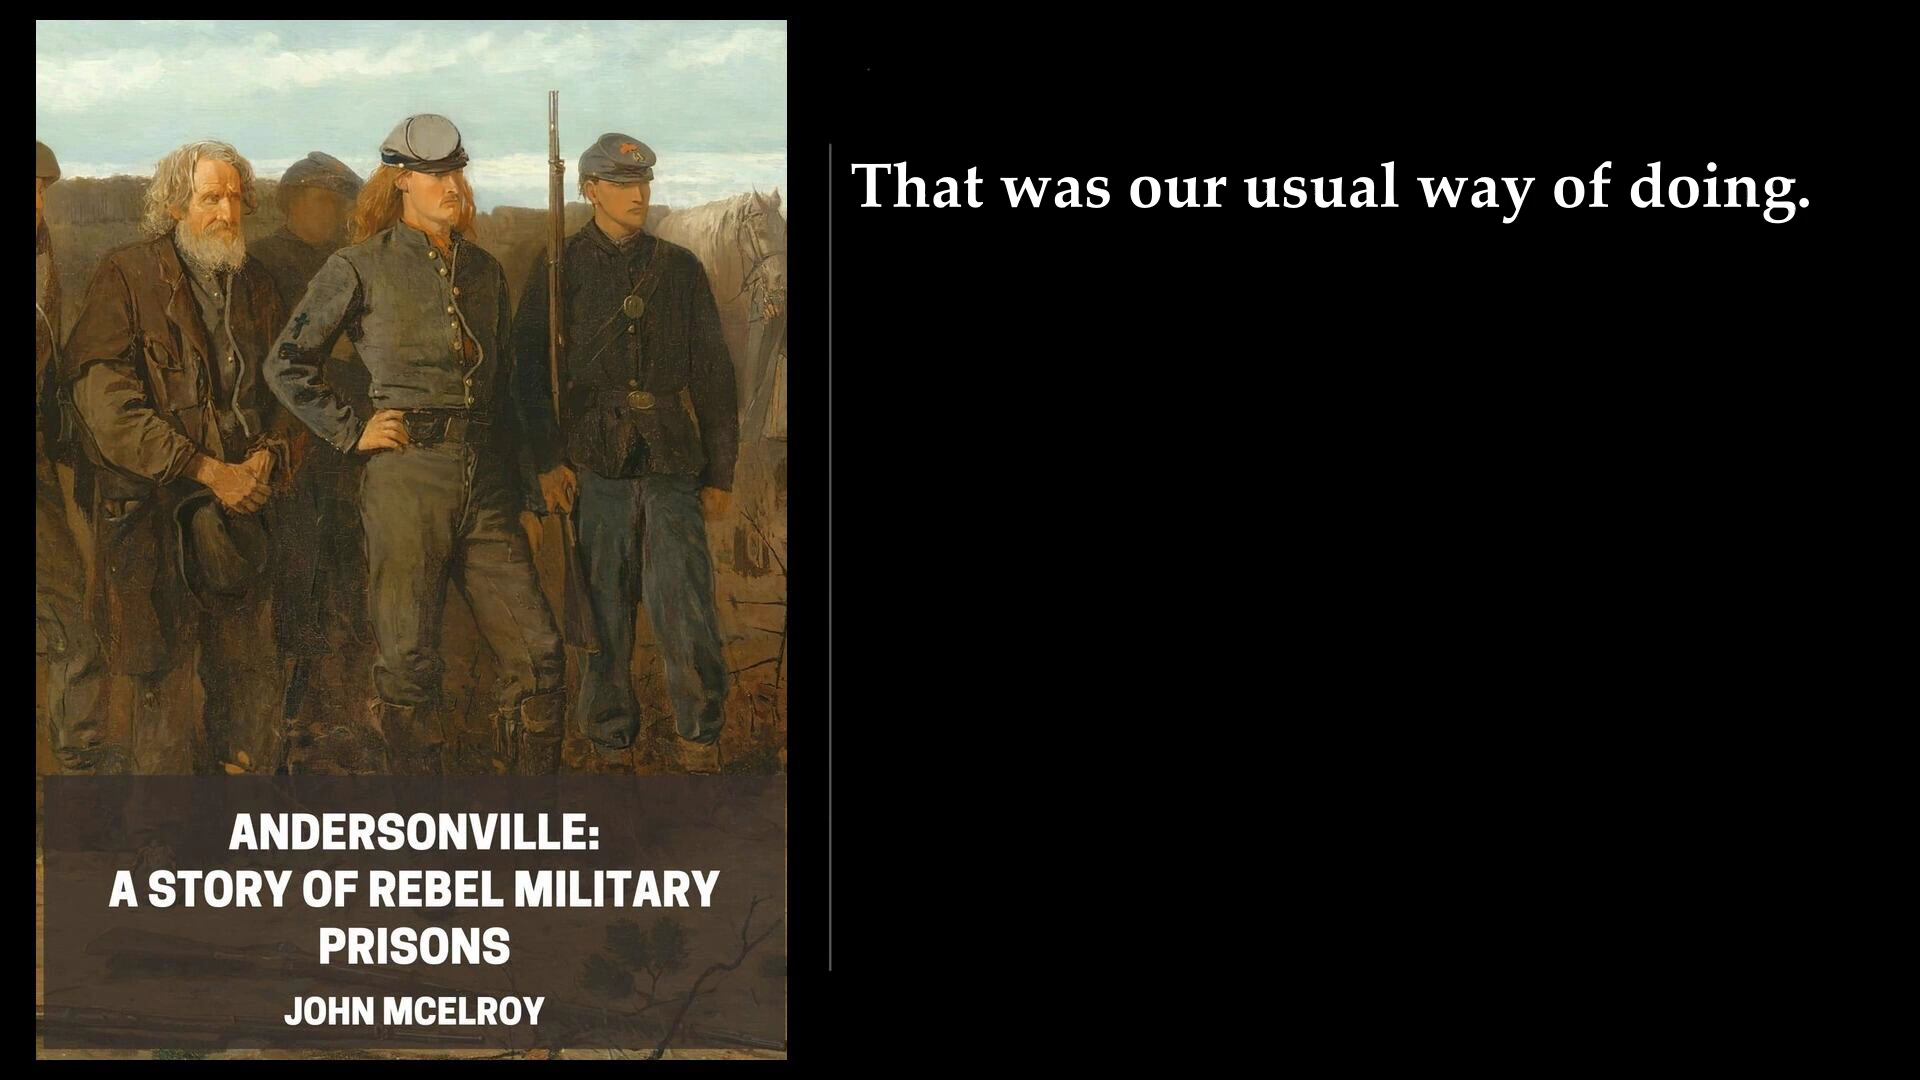 That was our usual way of doing.
ANDERSONVILLE:
A STORY OF REBEL MILITARY
PRISONS
JOHN MCELROY